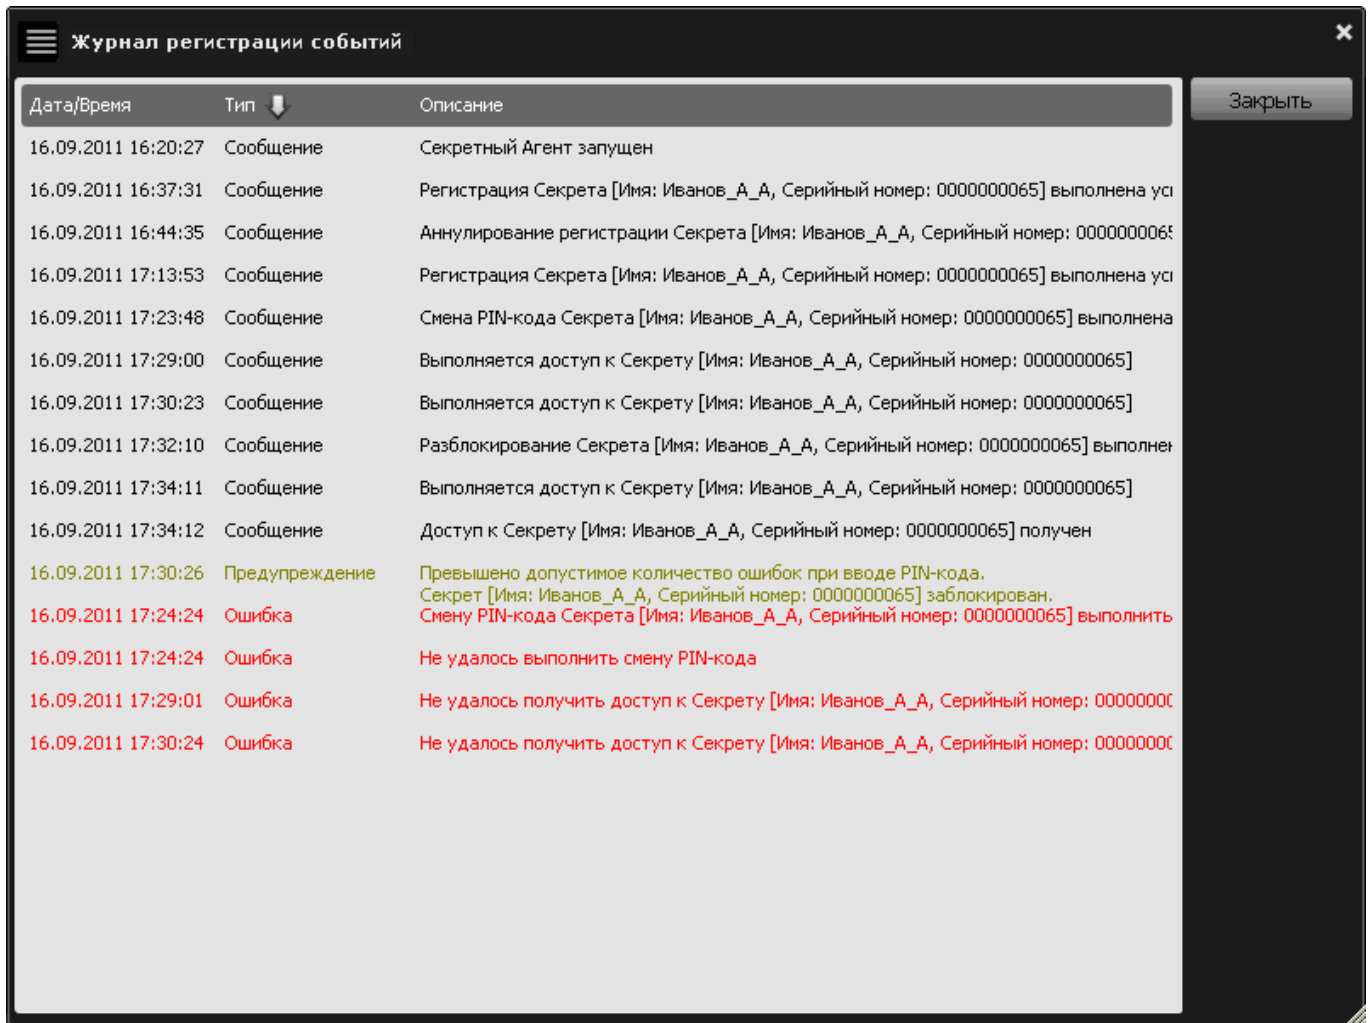 Журнал регистрации событий
Дата/Время Тип Описание Закрыть
16.09.2011 16:20:27 Сообщение Секретный Агент запущен
16.09.2011 16:37:31 Сообщение Регистрация Секрета [Имя: Иванов_А_А, Серийный номер: 0000000065] выполнена
16.09.2011 16:44:35 Сообщение Аннулирование регистрации Секрета [Имя: Иванов_А_А, Серийный номер: 0000000065
16.09.2011 17:13:53 Сообщение Регистрация Секрета [Имя: Иванов_А_А, Серийный номер: 0000000065] выполнена
16.09.2011 17:23:48 Сообщение Смена PIN-кода Секрета [Имя: Иванов_А_А, Серийный номер: 0000000065] выполнена
16.09.2011 17:29:00 Сообщение Выполняется доступ к Секрету [Имя: Иванов_А_А, Серийный номер: 0000000065]
16.09.2011 17:30:23 Сообщение Выполняется доступ к Секрету [Имя: Иванов_А_А, Серийный номер: 0000000065]
16.09.2011 17:32:10 Сообщение Разблокирование Секрета [Имя: Иванов_А_А, Серийный номер: 0000000065] выполнен
16.09.2011 17:34:11 Сообщение Выполняется доступ к Секрету [Имя: Иванов_А_А, Серийный номер: 0000000065]
16.09.2011 17:34:12 Сообщение Доступ к Секрету [Имя: Иванов_А_А, Серийный номер: 0000000065] получен
16.09.2011 17:30:26 Предупреждение Превышено допустимое количество ошибок при вводе PIN-кода.
Секрет [Имя: Иванов_А_А, Серийный номер: 0000000065] заблокирован.
16.09.2011 17:24:24 Ошибка Смену PIN-кода Секрета [Имя: Иванов_А_А, Серийный номер: 0000000065] выполнить
16.09.2011 17:24:24 Ошибка Не удалось выполнить смену PIN-кода
16.09.2011 17:29:01 Ошибка Не удалось получить доступ к Секрету [Имя: Иванов_А_А, Серийный номер: 00000000
16.09.2011 17:30:24 Ошибка Не удалось получить доступ к Секрету [Имя: Иванов_А_А, Серийный номер: 00000000